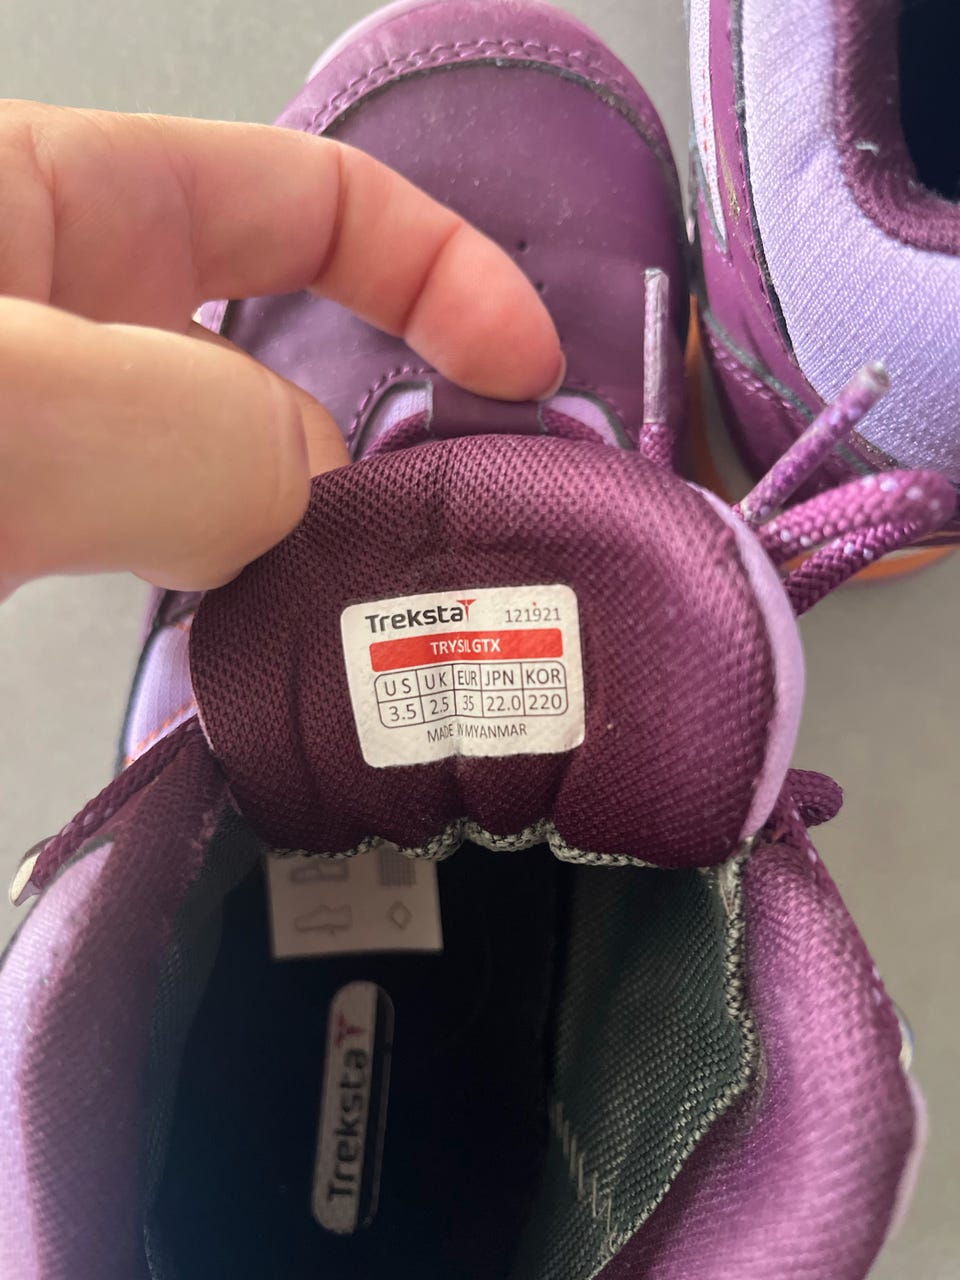 Treksta 121921
TRYSIL GTX
US UK EUR JPN KOR
3.5 2.5 35 22.0 220
MADE IN MYANMAR
Treksta